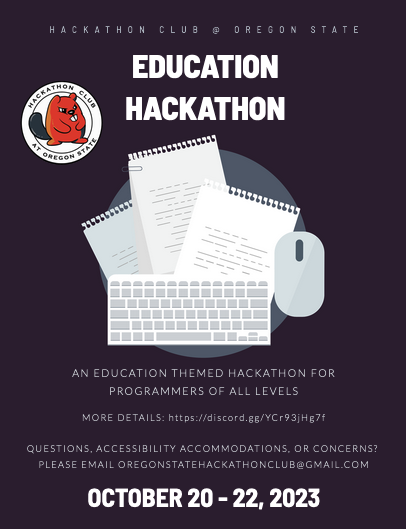 HACKATHON CLUB @ OREGON STATE
EDUCATION
HACKATHON
HACKATHON CLUB
AT OREGON STATE
AN EDUCATION THEMED HACKATHON FOR
PROGRAMMERS OF ALL LEVELS
MORE DETAILS: https://discord.gg/YCr93jHg7f
QUESTIONS, ACCESSIBILITY ACCOMMODATIONS, OR CONCERNS?
PLEASE EMAIL OREGONSTATEHACKATHONCLUB@GMAIL.COM
OCTOBER 20 - 22, 2023